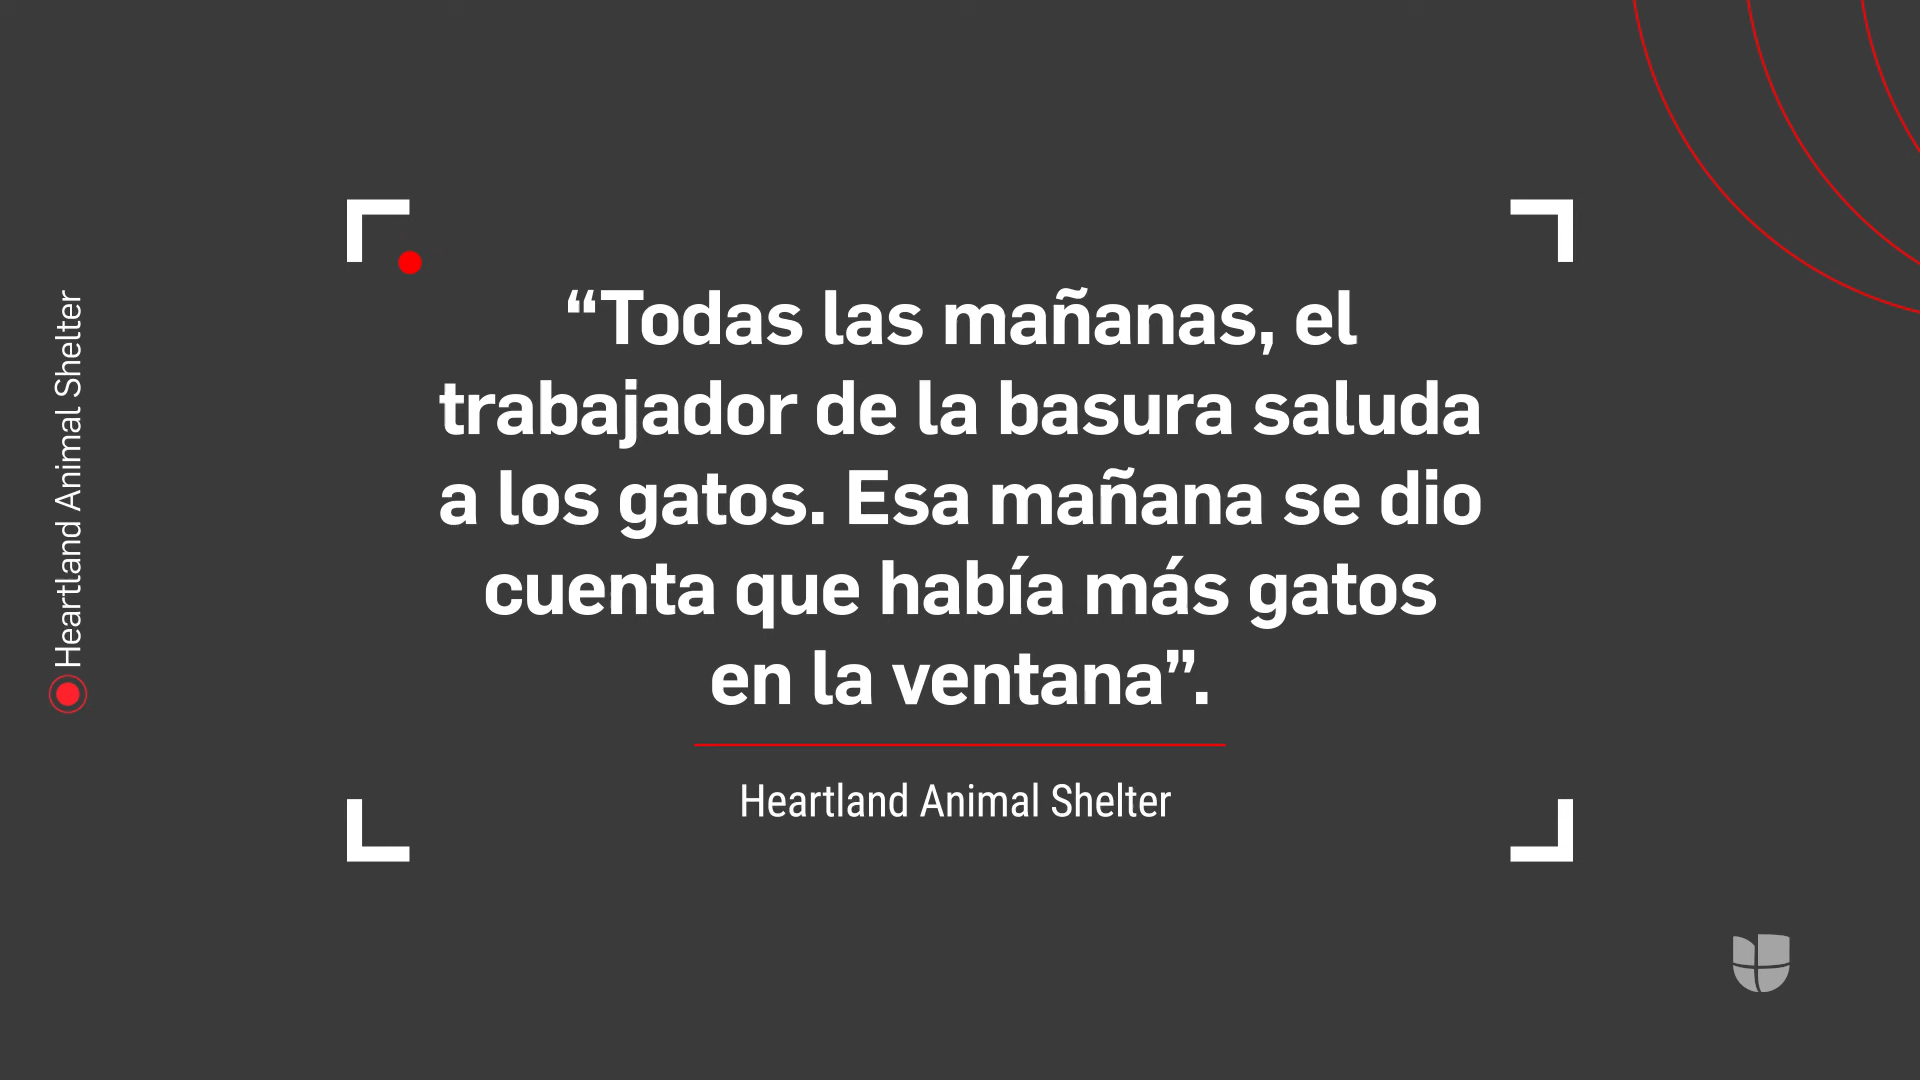 Heartland Animal Shelter
“Todas las mañanas, el
trabajador de la basura saluda
a los gatos. Esa mañana se dio
cuenta que había más gatos
en la ventana”.
Heartland Animal Shelter